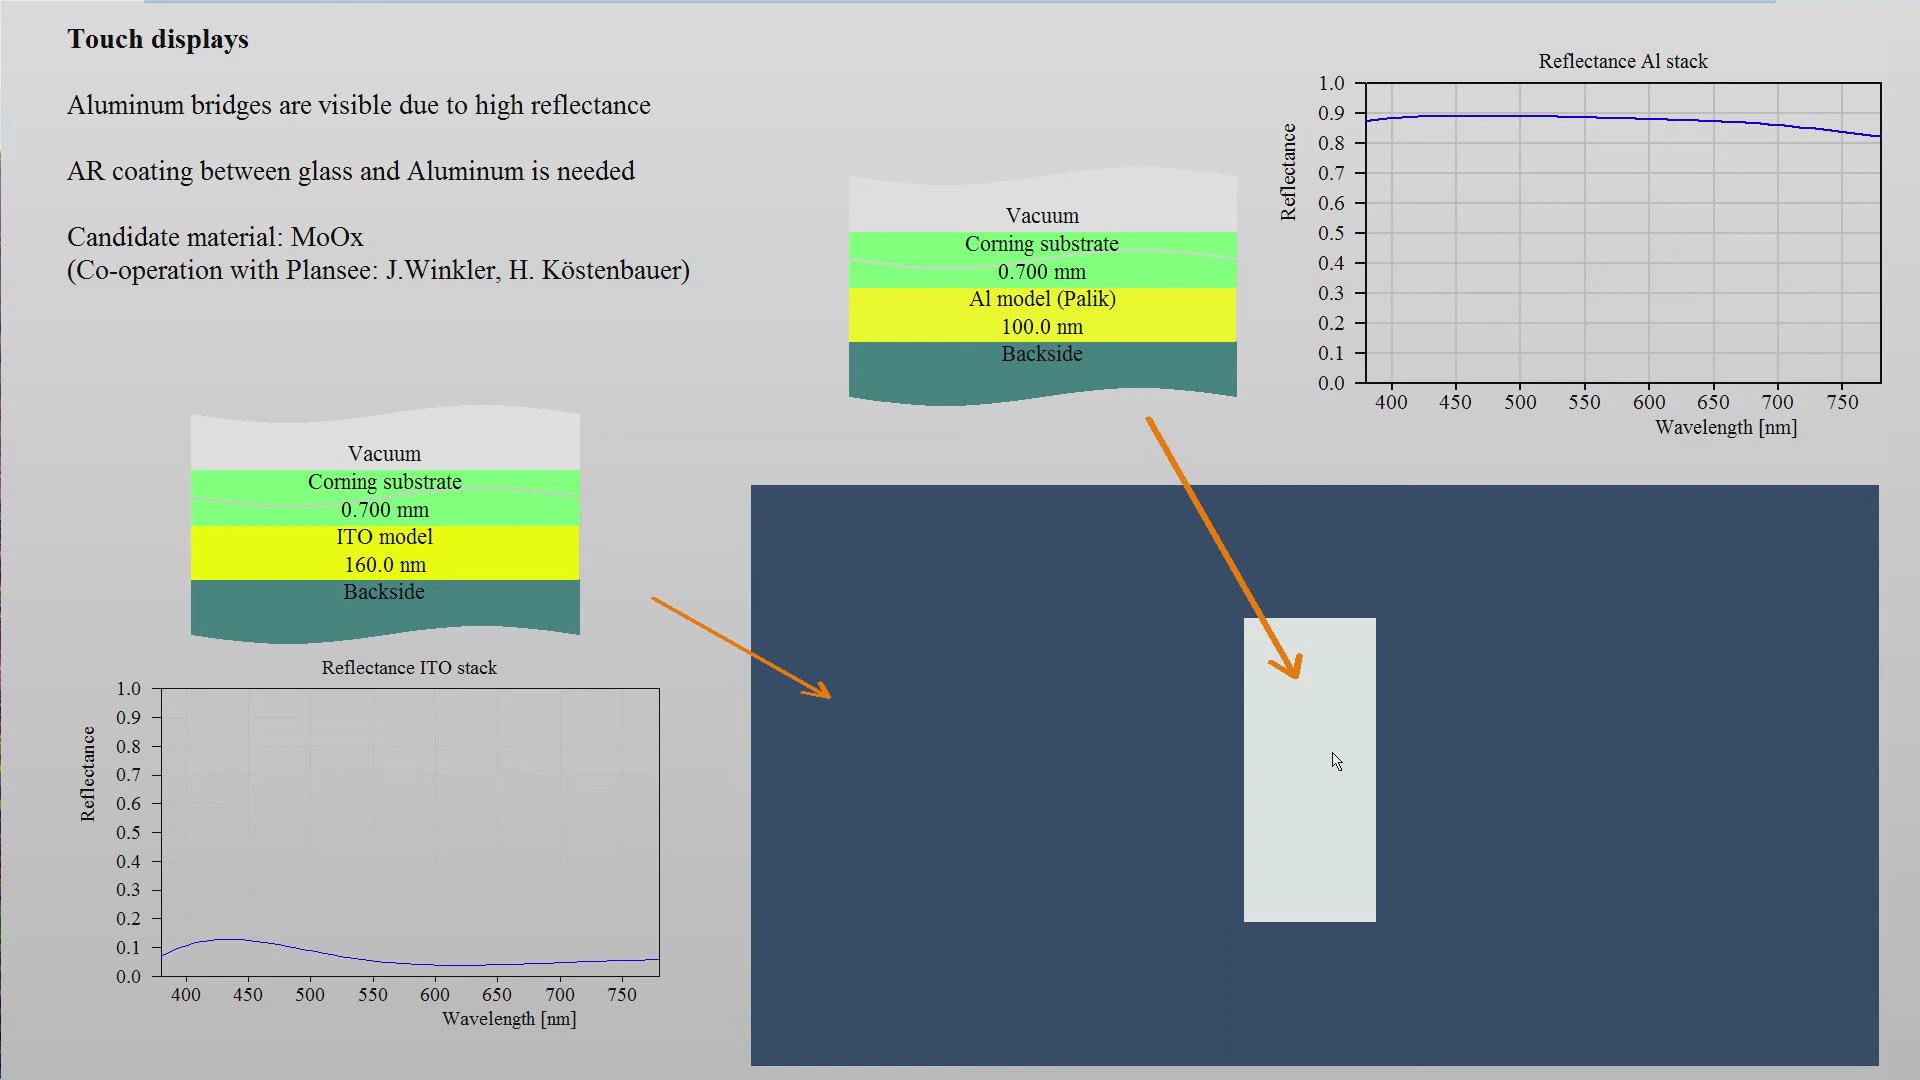 Touch displays
Aluminum bridges are visible due to high reflectance
AR coating between glass and Aluminum is needed
Candidate material: MoOx
(Co-operation with Plansee: J.Winkler, H. Köstenbauer)
Vacuum
Corning substrate
0.700 mm
Al model (Palik)
100.0 nm
Backside
Reflectance Al stack
Reflectance
1.0
0.9
0.8
0.7
0.6
0.5
0.4
0.3
0.2
0.1
0.0
400 450 500 550 600 650 700 750
Wavelength [nm]
Vacuum
Corning substrate
0.700 mm
ITO model
160.0 nm
Backside
Reflectance ITO stack
Reflectance
1.0
0.9
0.8
0.7
0.6
0.5
0.4
0.3
0.2
0.1
0.0
400 450 500 550 600 650 700 750
Wavelength [nm]